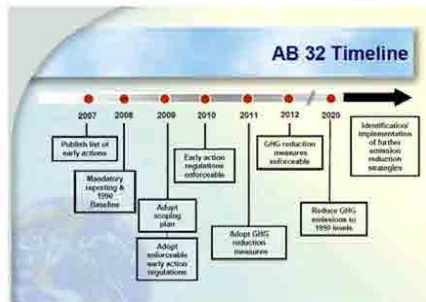 AB 32 Timeline
2007
2008
2009
2010
2011
2012
2020
Publish list of
early actions
Mandatory
reporting & 1990
Baseline
Adopt
scoping
plan
Adopt
enforceable
early action
regulations
Early action
regulations
enforceable
Adopt GHG
reduction
measures
GHG reduction
measures
enforceable
Reduce GHG
emissions to
1990 levels
Identification/
implementation
of further
emission
reduction
strategies